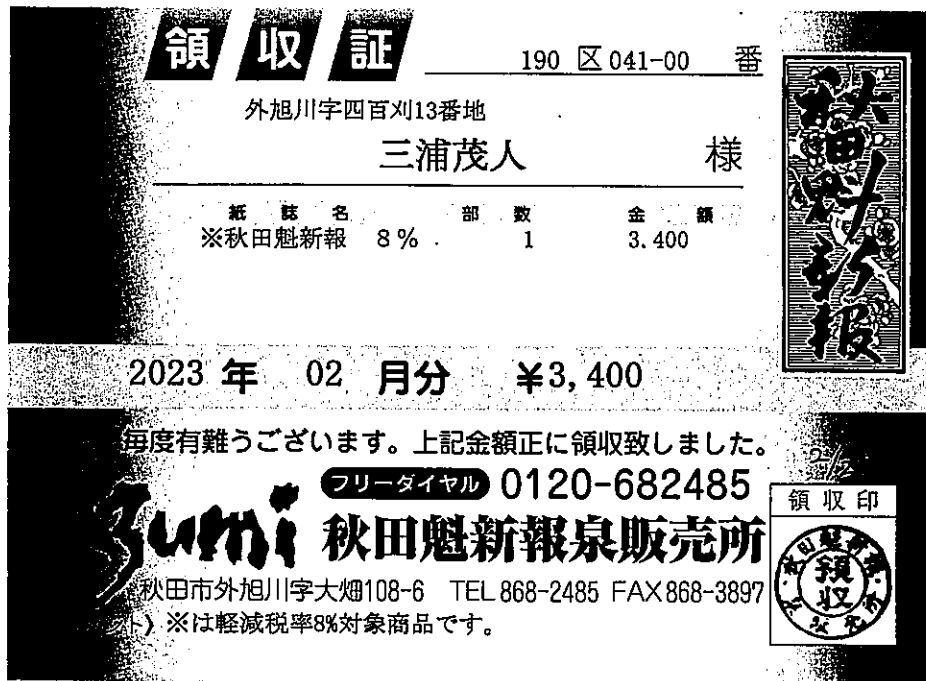 領収証
190 区 041-00 番
外旭川字四百刈13番地
三浦茂人 様
紙誌名 部数 金額
※秋田魁新報 8% 1 3.400
秋田魁新報
2023 年 02 月分 ¥3,400
毎度有難うございます。上記金額正に領収致しました。
フリーダイヤル 0120-682485
秋田魁新報泉販売所
秋田市外旭川字大畑108-6 TEL 868-2485 FAX 868-3897
ト) ※は軽減税率8%対象商品です。
領収印
領収